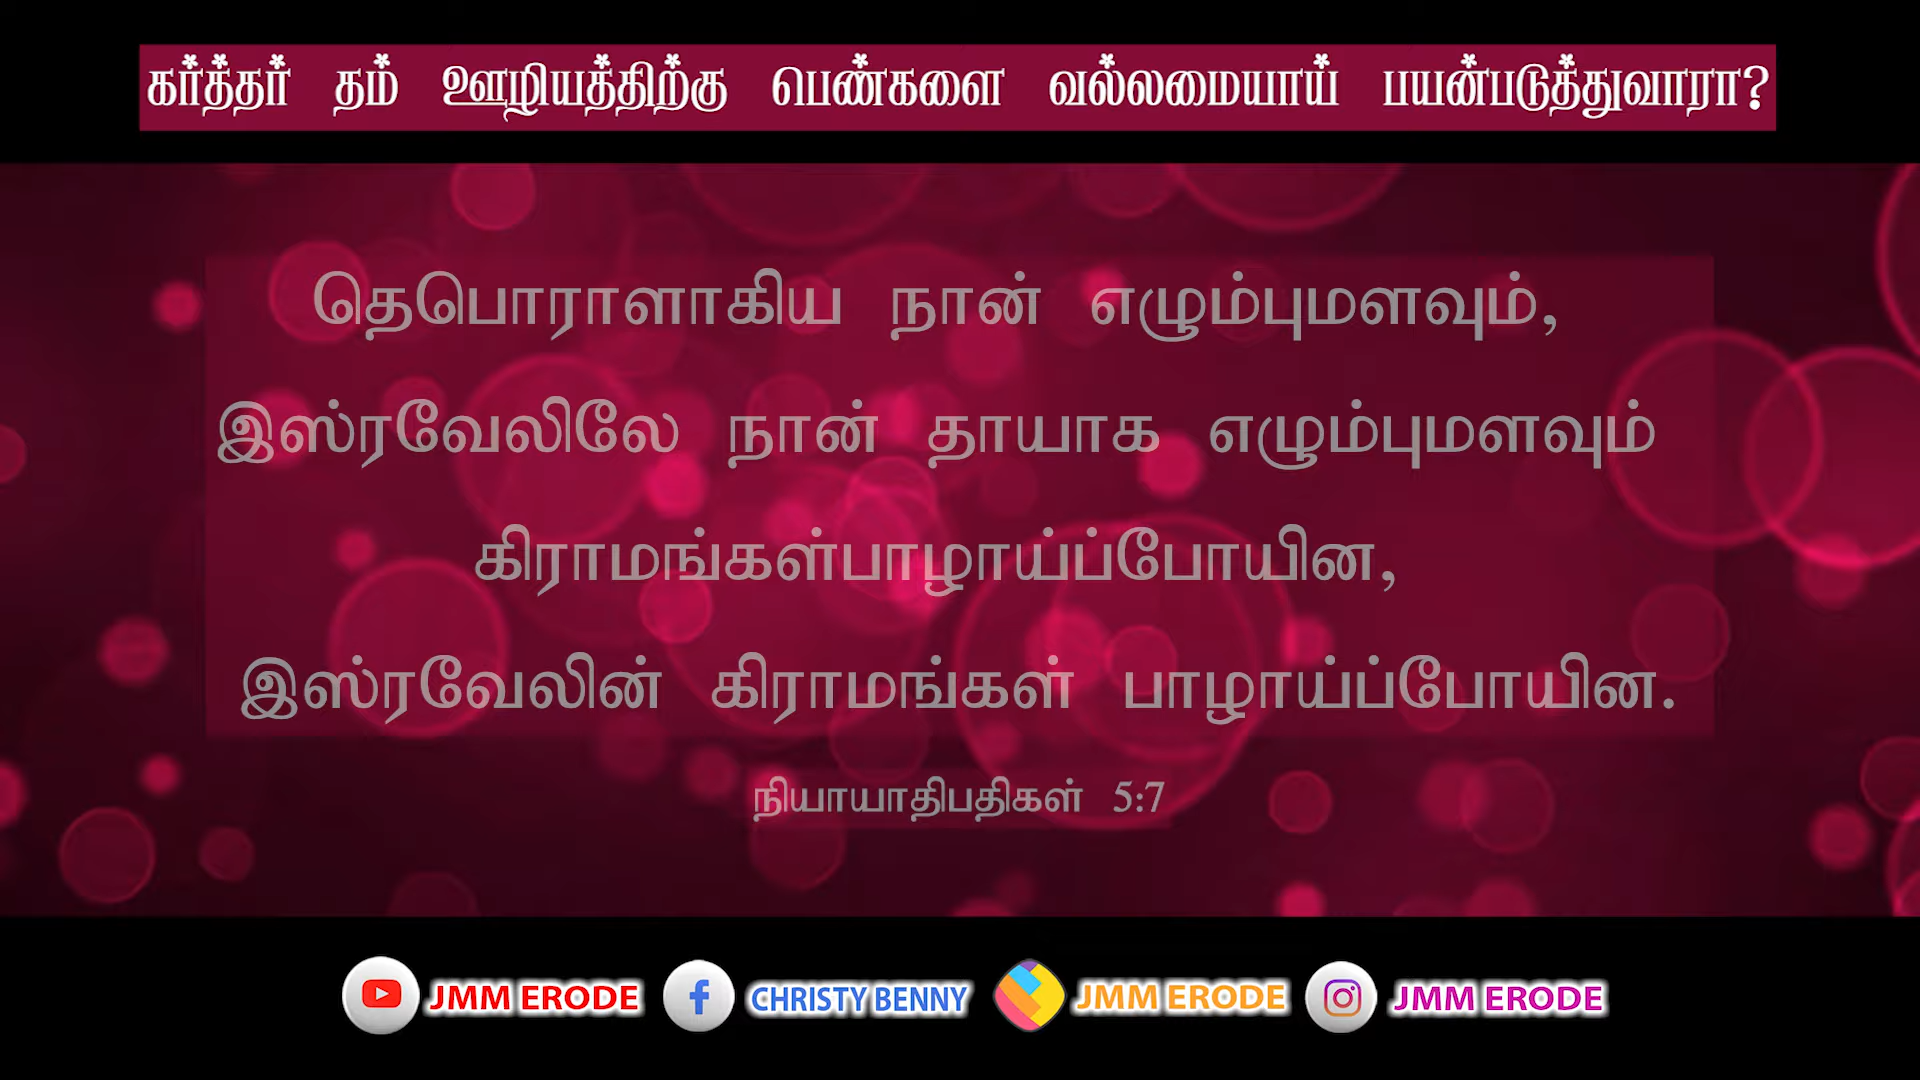 கர்த்தர் தம் ஊழியத்திற்கு பெண்களை வல்லமையாய் பயன்படுத்துவாரா?
தெபொராளாகிய நான் எழும்புமளவும்,
இஸ்ரவேலிலே நான் தாயாக எழும்புமளவும்
கிராமங்கள்பாழாய்ப்போயின,
இஸ்ரவேலின் கிராமங்கள் பாழாய்ப்போயின.
நியாயாதிபதிகள் 5:7
JMM ERODE CHRISTY BENNY JMM ERODE JMM ERODE